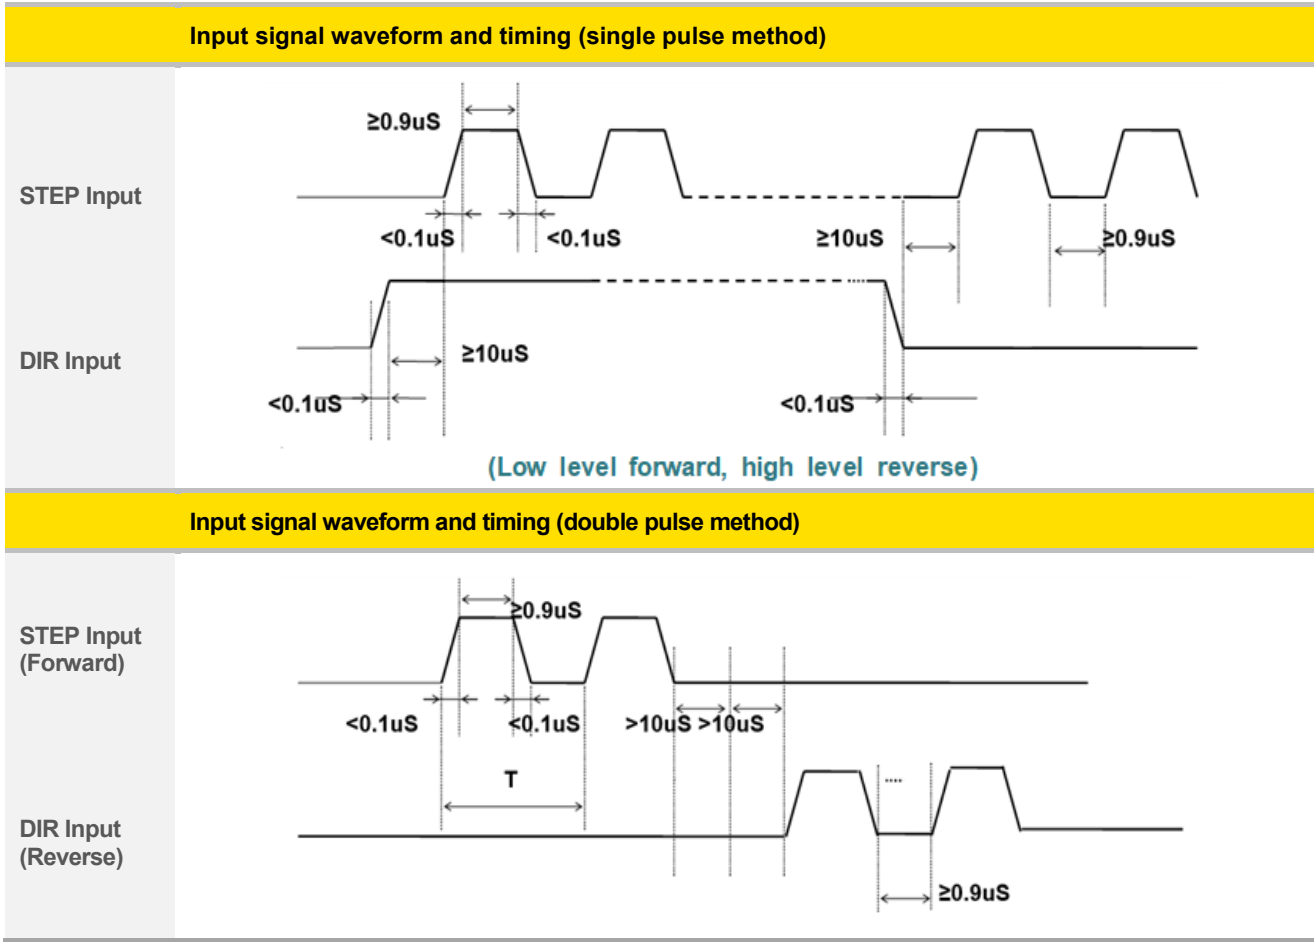 Input signal waveform and timing (single pulse method)
≥0.9uS
STEP Input
<0.1uS
<0.1uS
≥10uS
≥0.9uS
DIR Input
≥10uS
<0.1uS
<0.1uS
(Low level forward, high level reverse)
Input signal waveform and timing (double pulse method)
≥0.9uS
STEP Input
(Forward)
<0.1uS
<0.1uS
>10uS >10uS
T
....
DIR Input
(Reverse)
≥0.9uS